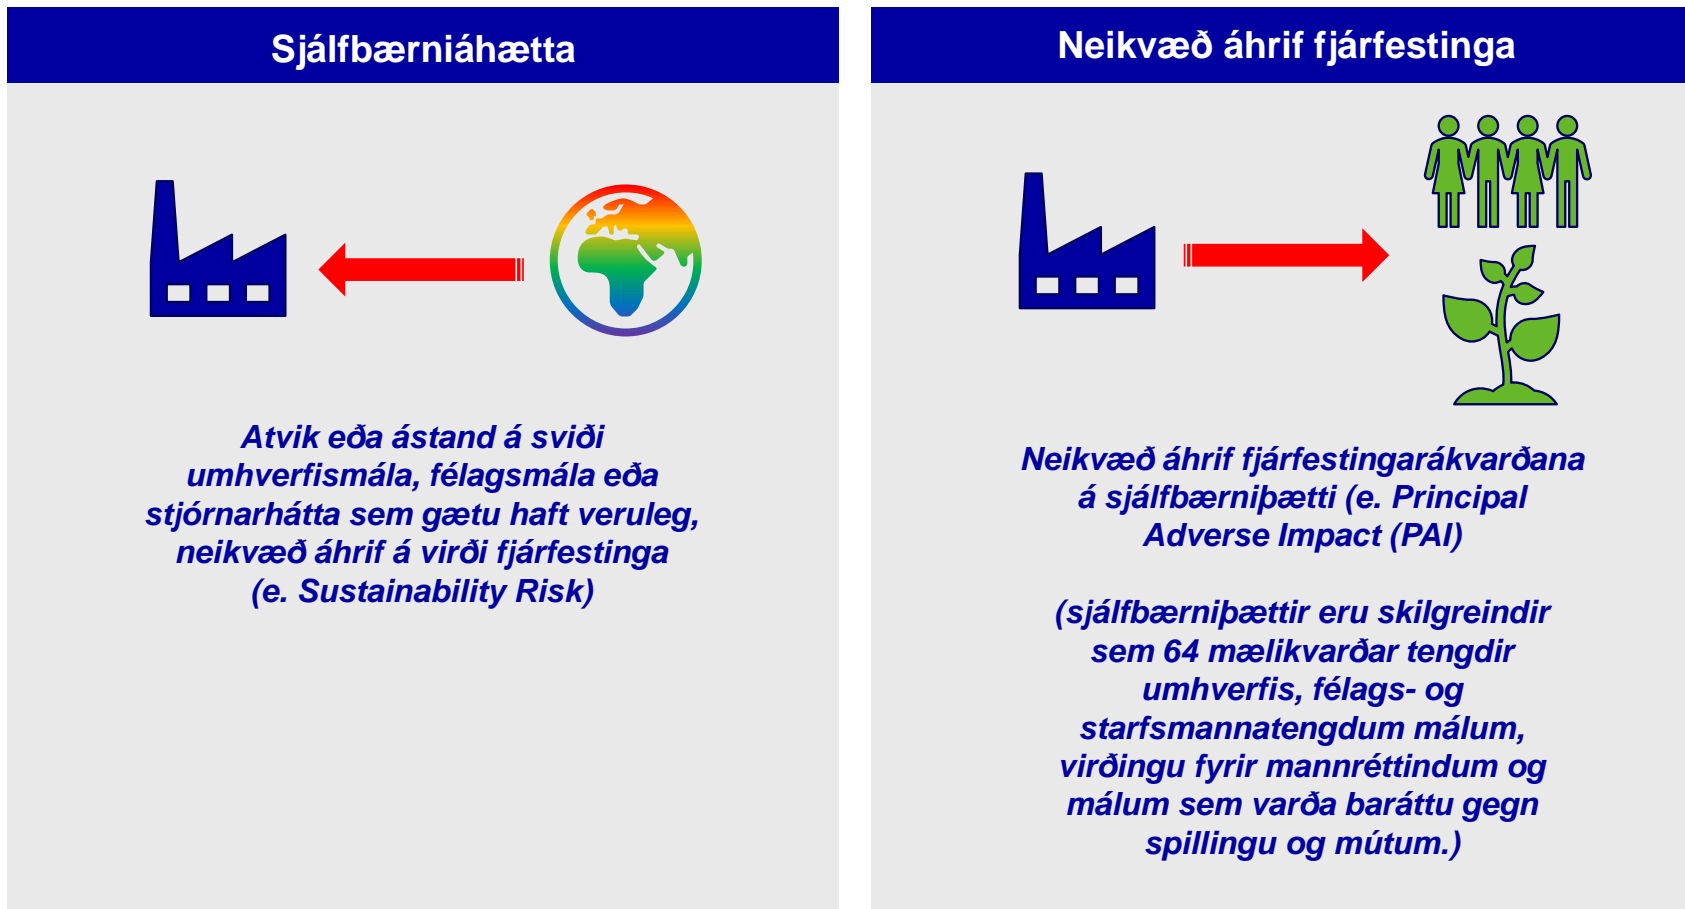 Sjálfbærniáhætta
Atvik eða ástand á sviði
umhverfismála, félagsmála eða
stjórnarhátta sem gætu haft veruleg,
neikvæð áhrif á virði fjárfestinga
(e. Sustainability Risk)
Neikvæð áhrif fjárfestinga
Neikvæð áhrif fjárfestingarákvarðana
á sjálfbærniþætti (e. Principal
Adverse Impact (PAI)
(sjálfbærniþættir eru skilgreindir
sem 64 mælikvarðar tengdir
umhverfis, félags- og
starfsmannatengdum málum,
virðingu fyrir mannréttindum og
málum sem varða baráttu gegn
spillingu og mútum.)